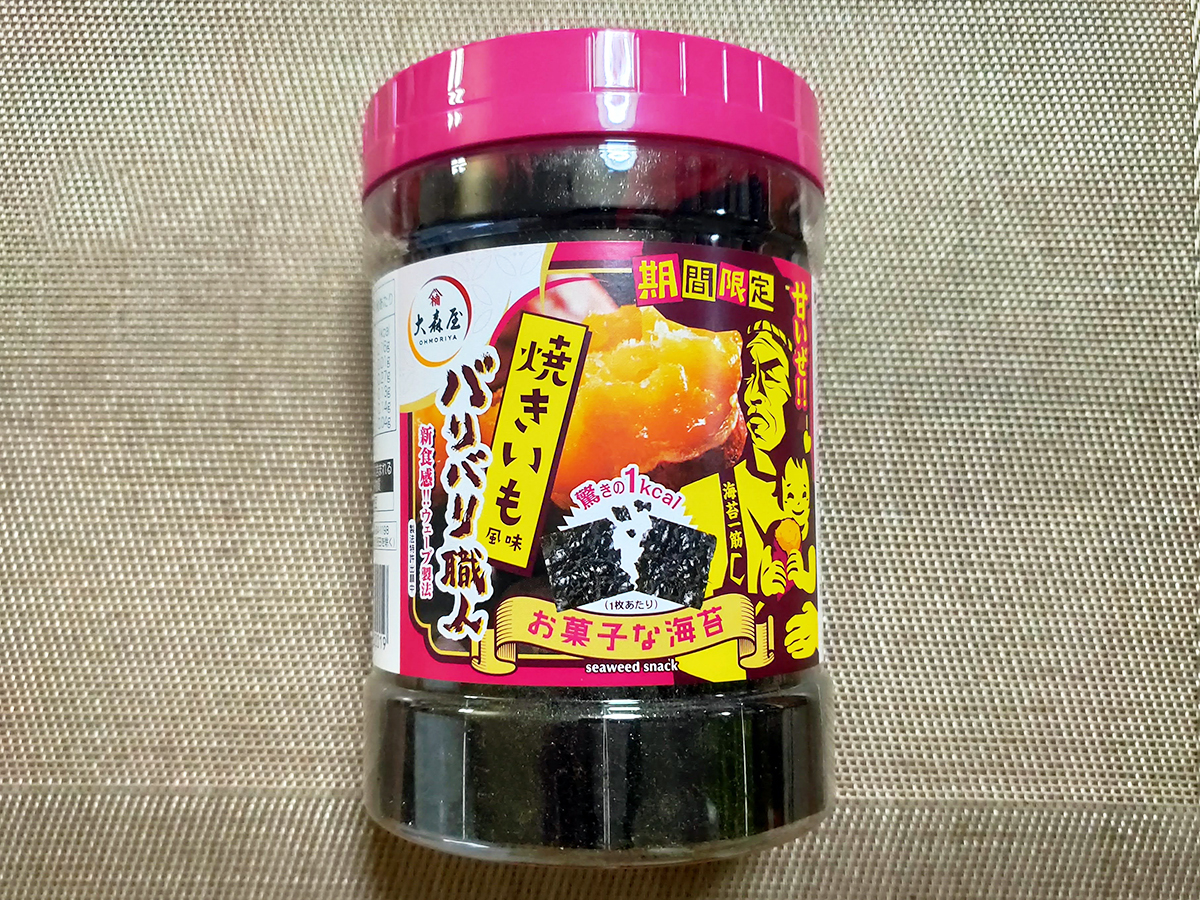 大森屋
OHMORIYA
期間限定
甘いぜ!!
焼きいも
風味
バリバリ職人
新食感!!ウェーブ製法
驚きの1kcal
(1枚あたり)
海苔一筋
お菓子な海苔
seaweed snack